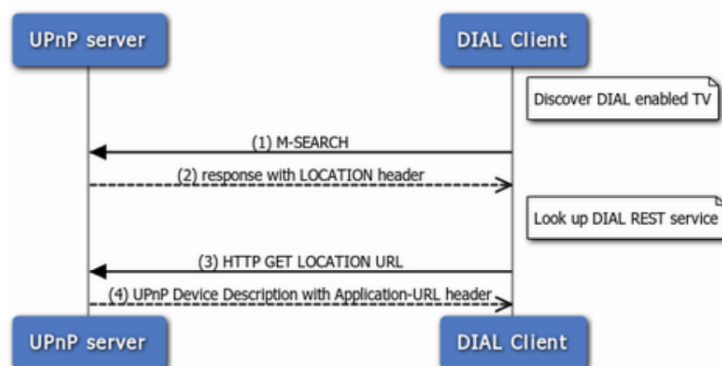 UPnP server
DIAL Client
Discover DIAL enabled TV
(1) M-SEARCH
(2) response with LOCATION header
Look up DIAL REST service
(3) HTTP GET LOCATION URL
(4) UPnP Device Description with Application-URL header
UPnP server
DIAL Client